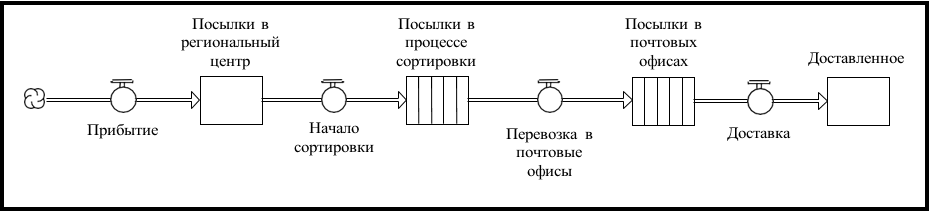 Посылки в
региональный
центр
Посылки в
процессе
сортировки
Посылки в
почтовых
офисах
Доставленное
Прибытие
Начало
сортировки
Перевозка в
почтовые
офисы
Доставка